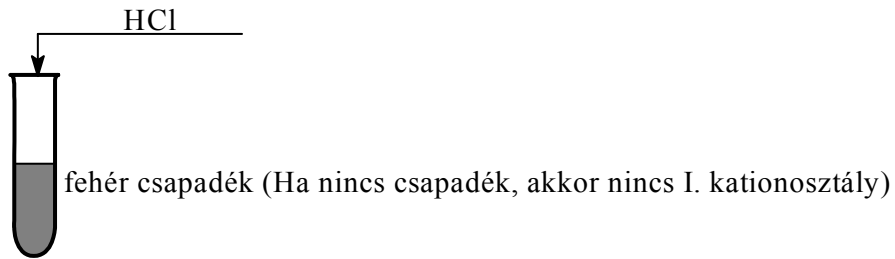 HCl
fehér csapadék (Ha nincs csapadék, akkor nincs I. kationosztály)